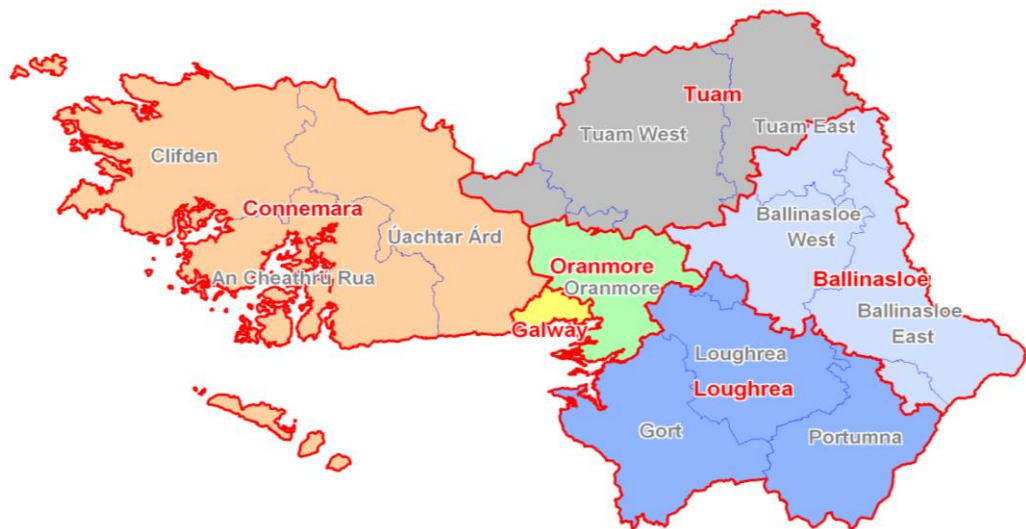 Tuam
Tuam West
Tuam East
Clifden
Connemara
Úachtar Árd
An Cheathrú Rua
Ballinasloe
West
Oranmore
Oranmore
Ballinasloe
Ballinasloe
East
Galway
Loughrea
Loughrea
Gort
Portumna